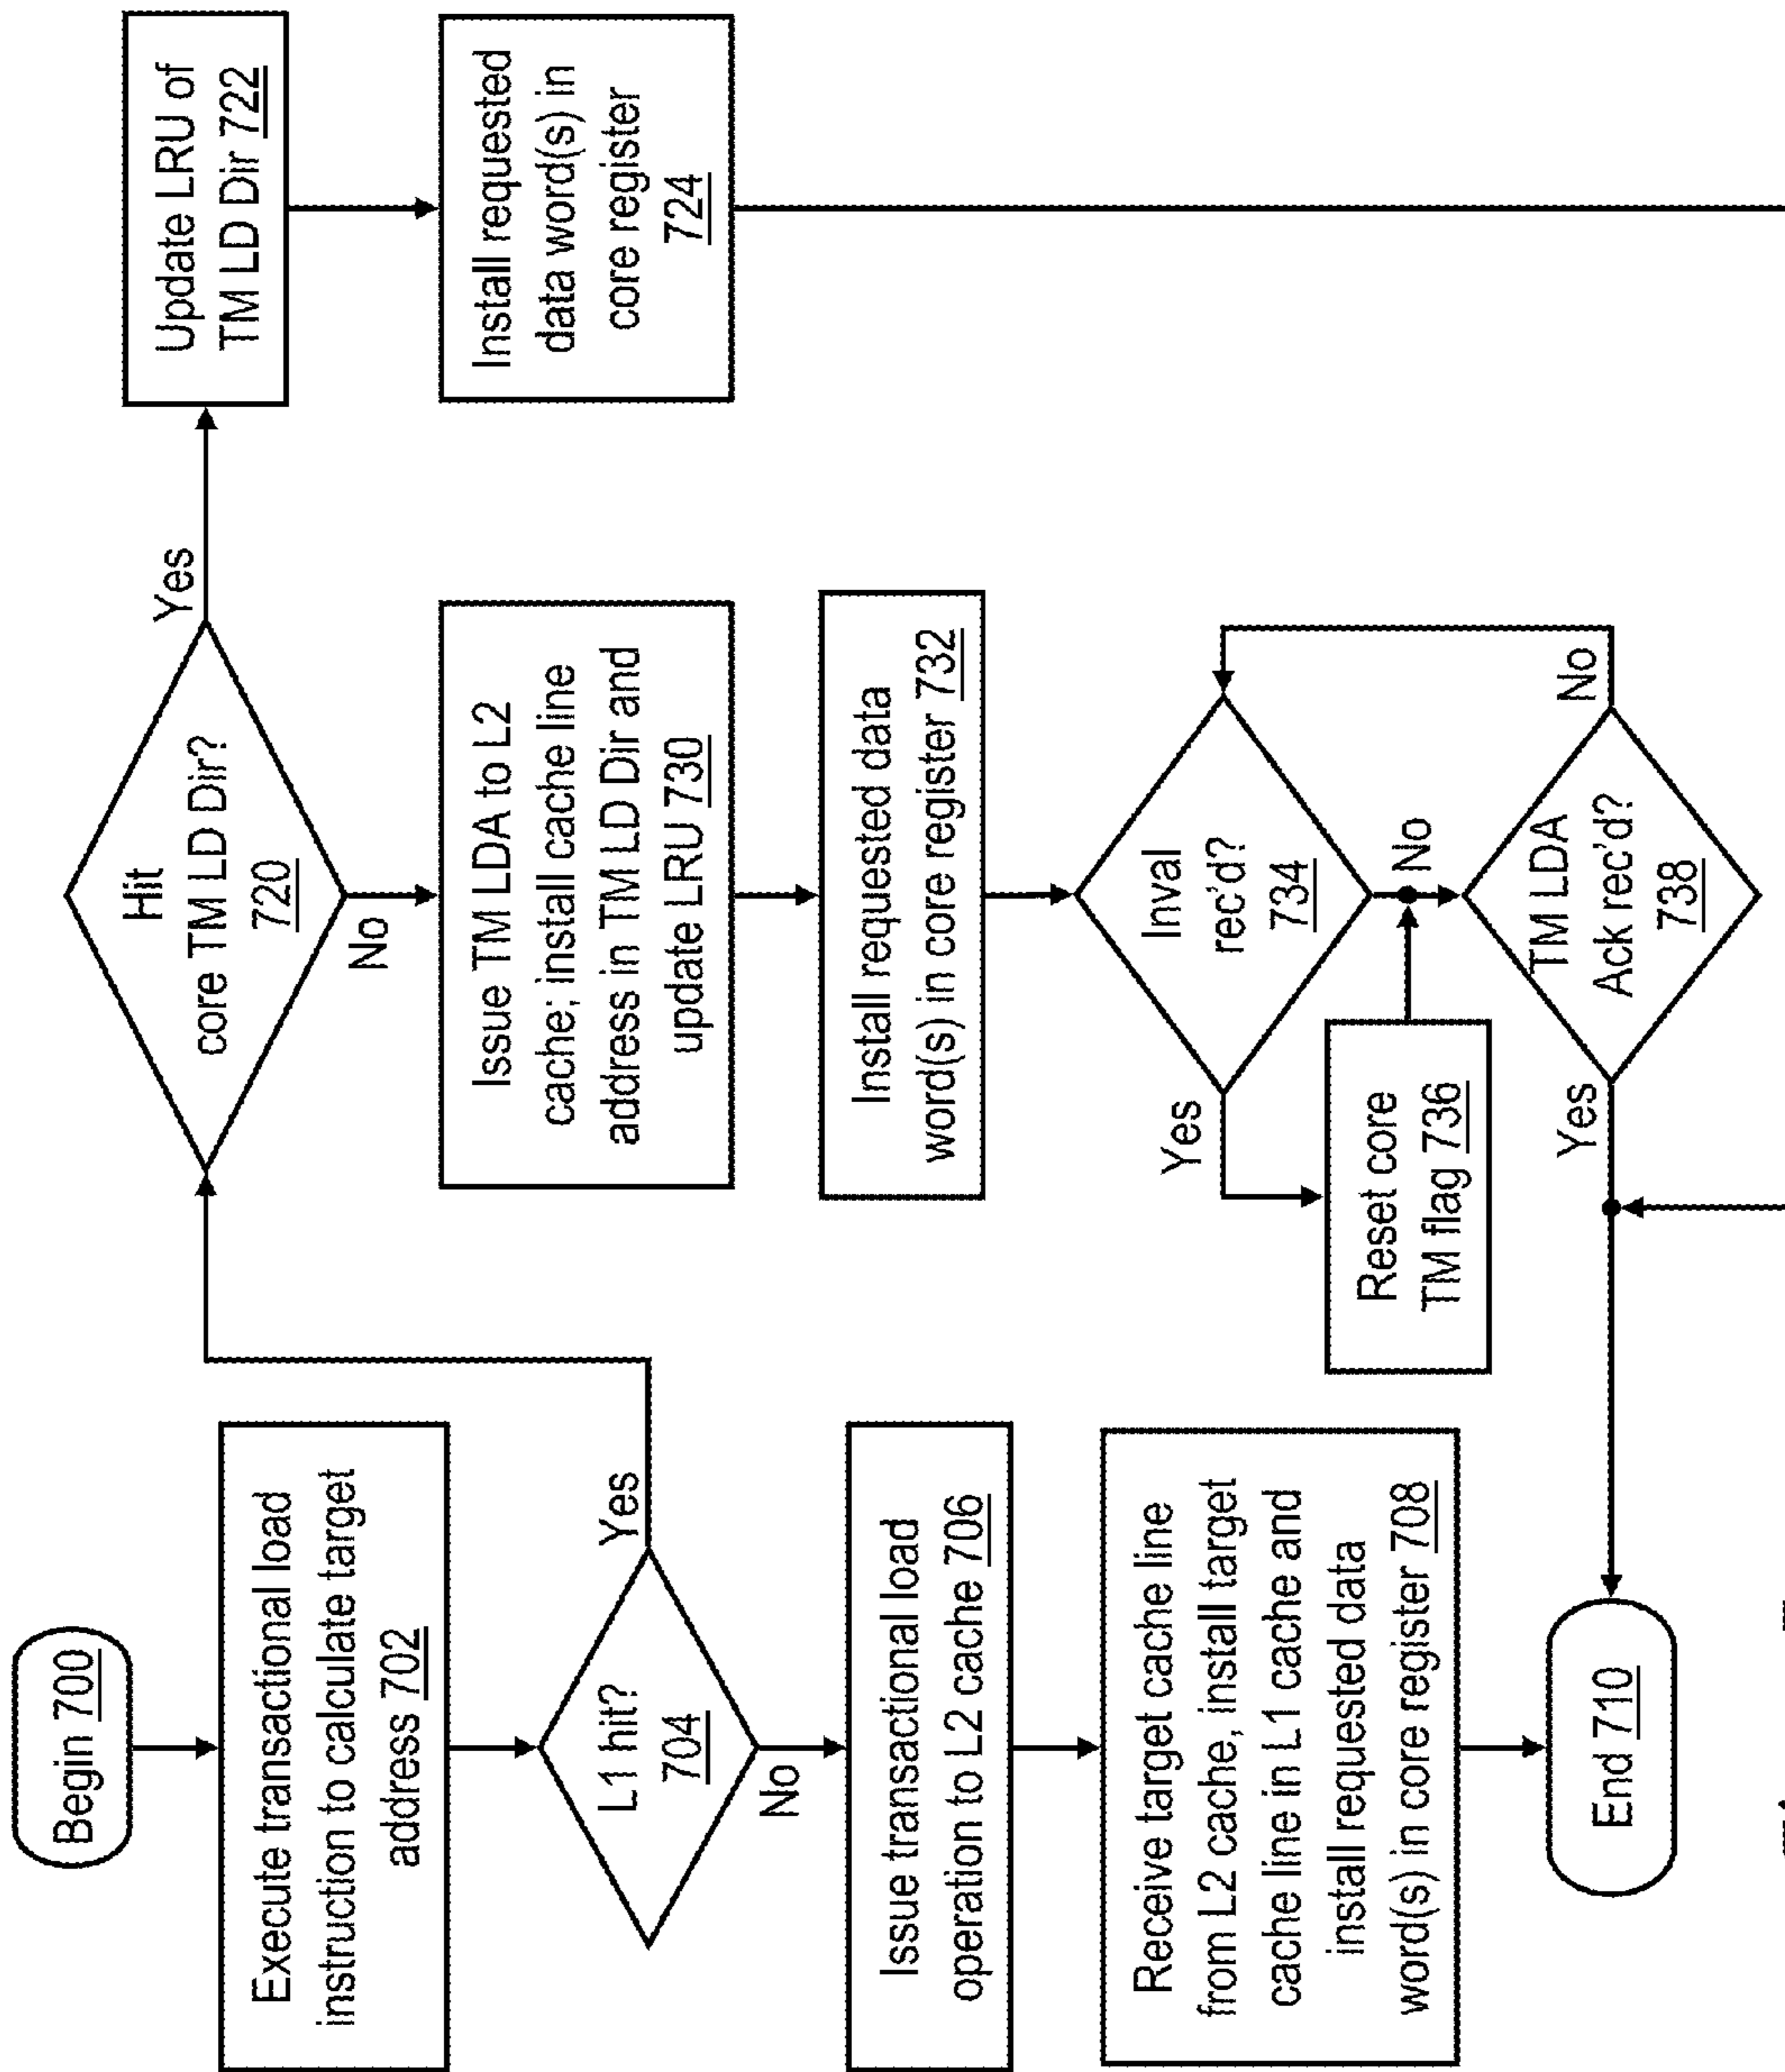 Begin 700
Execute transactional load
instruction to calculate target
address 702
L1 hit?
704
Yes
No
Issue transactional load
operation to L2 cache 706
Receive target cache line
from L2 cache, install target
cache line in L1 cache and
install requested data
word(s) in core register 708
End 710
Hit
core TM LD Dir?
720
Yes
No
Update LRU of
TM LD Dir 722
Install requested
data word(s) in
core register
724
Issue TM LDA to L2
cache; install cache line
address in TM LD Dir and
update LRU 730
Install requested data
word(s) in core register 732
Inval
rec'd?
734
Yes
No
Reset core
TM flag 736
TM LDA
Ack rec'd?
738
Yes
No